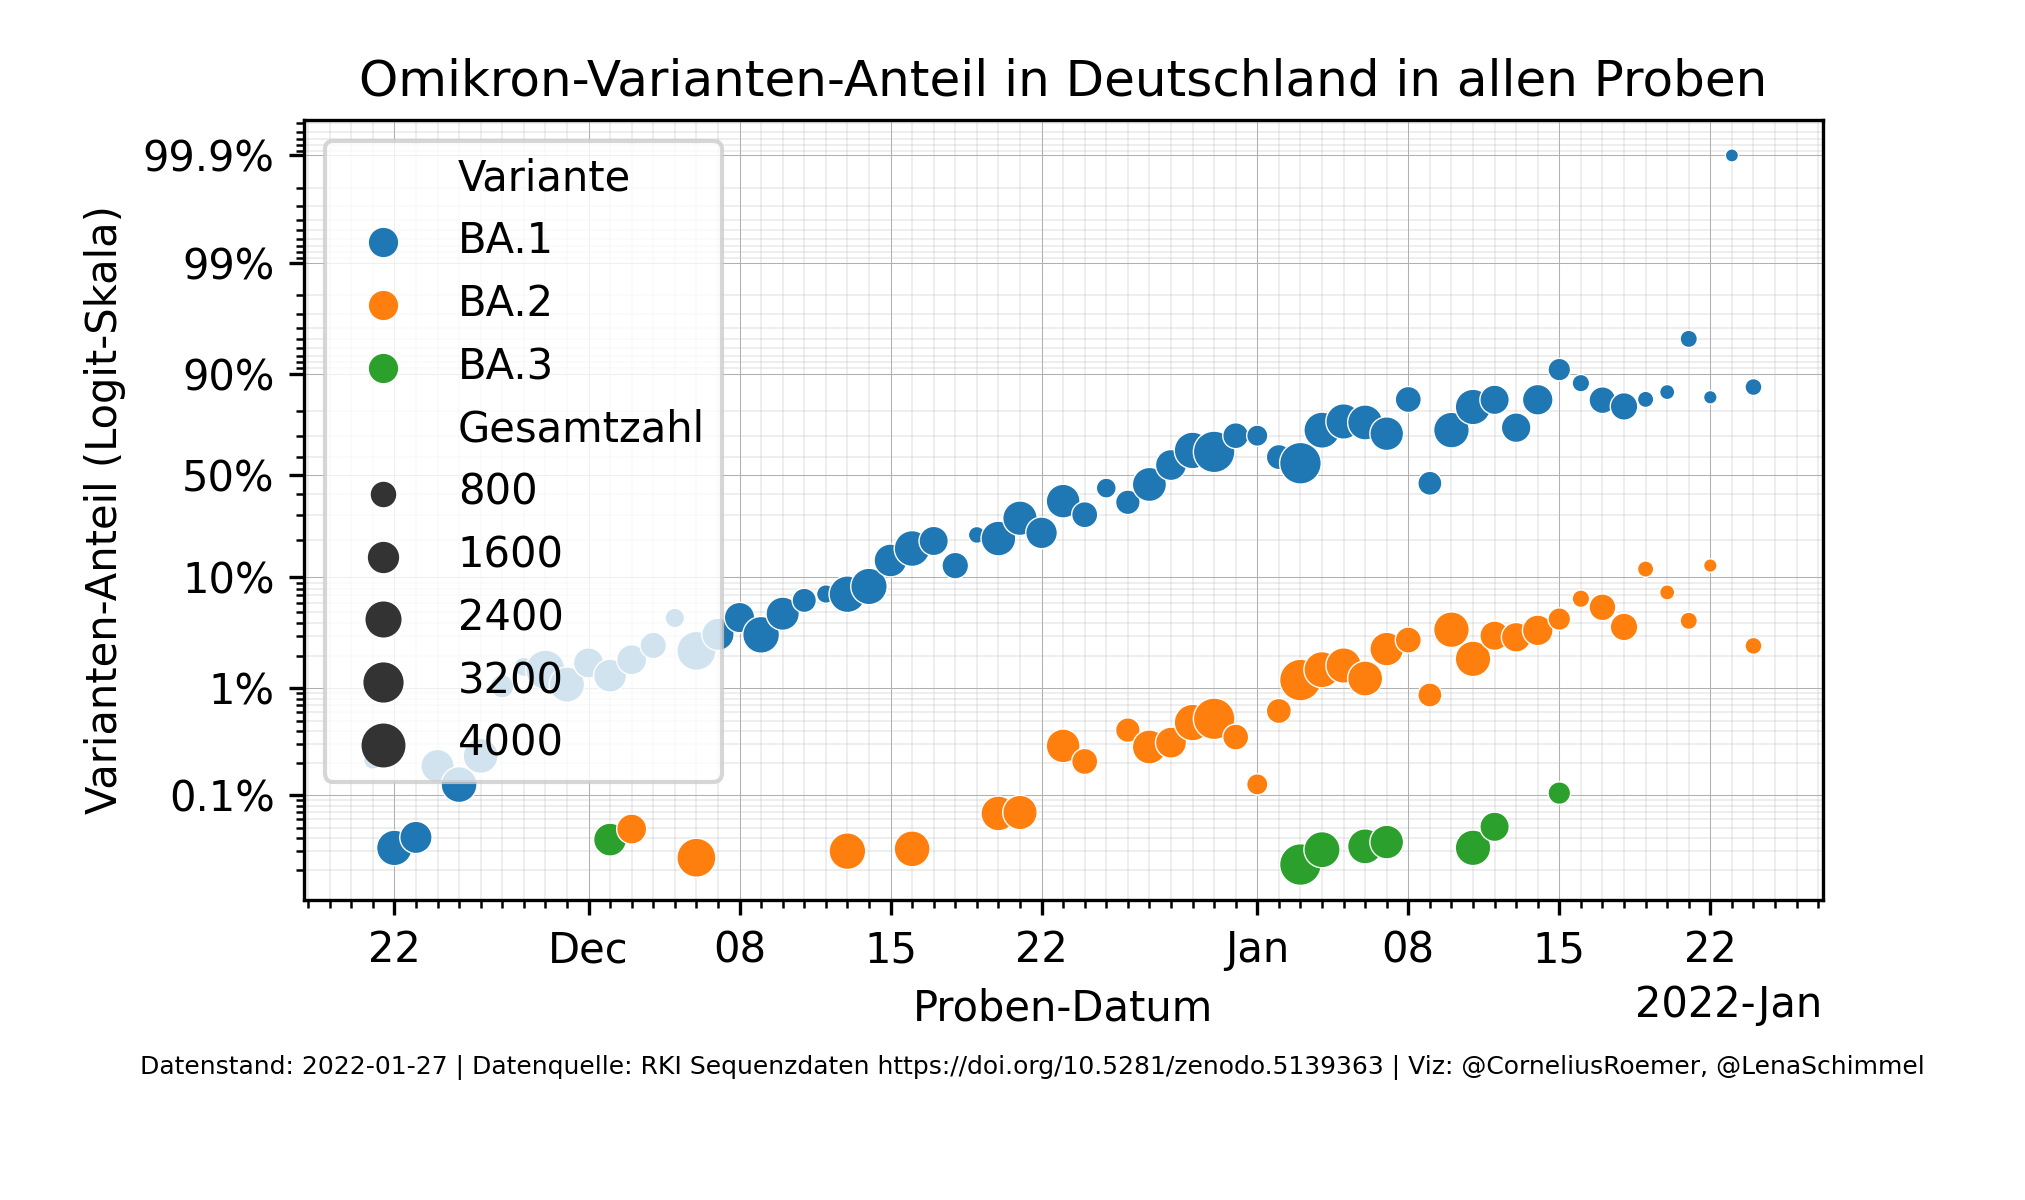 Omikron-Varianten-Anteil in Deutschland in allen Proben
Varianten-Anteil (Logit-Skala)
99.9%
99%
90%
50%
10%
1%
0.1%
Variante
BA.1
BA.2
BA.3
Gesamtzahl
800
1600
2400
3200
4000
22 Dec 08 15 22 Jan 08 15 22
Proben-Datum
2022-Jan
Datenstand: 2022-01-27 | Datenquelle: RKI Sequenzdaten https://doi.org/10.5281/zenodo.5139363 | Viz: @CorneliusRoemer, @LenaSchimmel